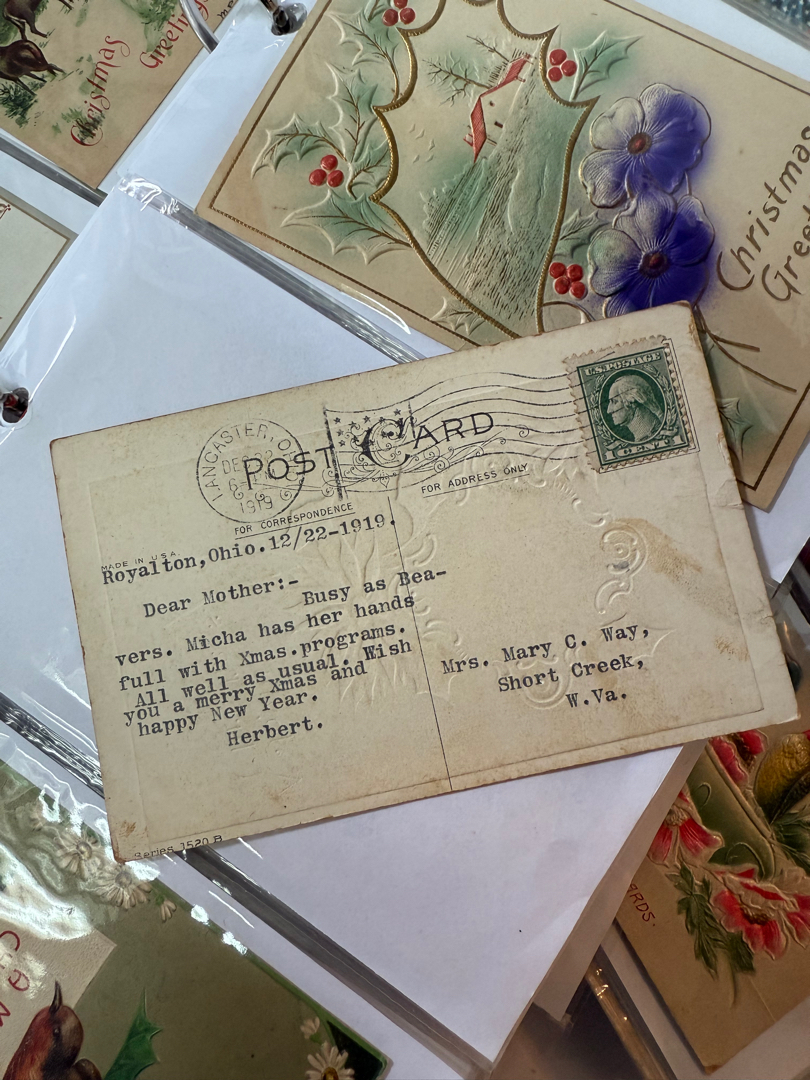 Christmas
Greetings
Christmas
POST CARD
LANCASTER, O.
DEC 22
6-
1919
U.S. POSTAGE
1 CENT 1
FOR CORRESPONDENCE
FOR ADDRESS ONLY
MADE IN U.S.A.
Royalton,Ohio.12/22-1919.
Dear Mother:-
Busy as Bea-
vers. Micha has her hands
full with Xmas.programs.
All well as usual. Wish
you a merry Xmas and
happy New Year.
Herbert.
Mrs. Mary C. Way,
Short Creek,
W.Va.
Series 1520 B